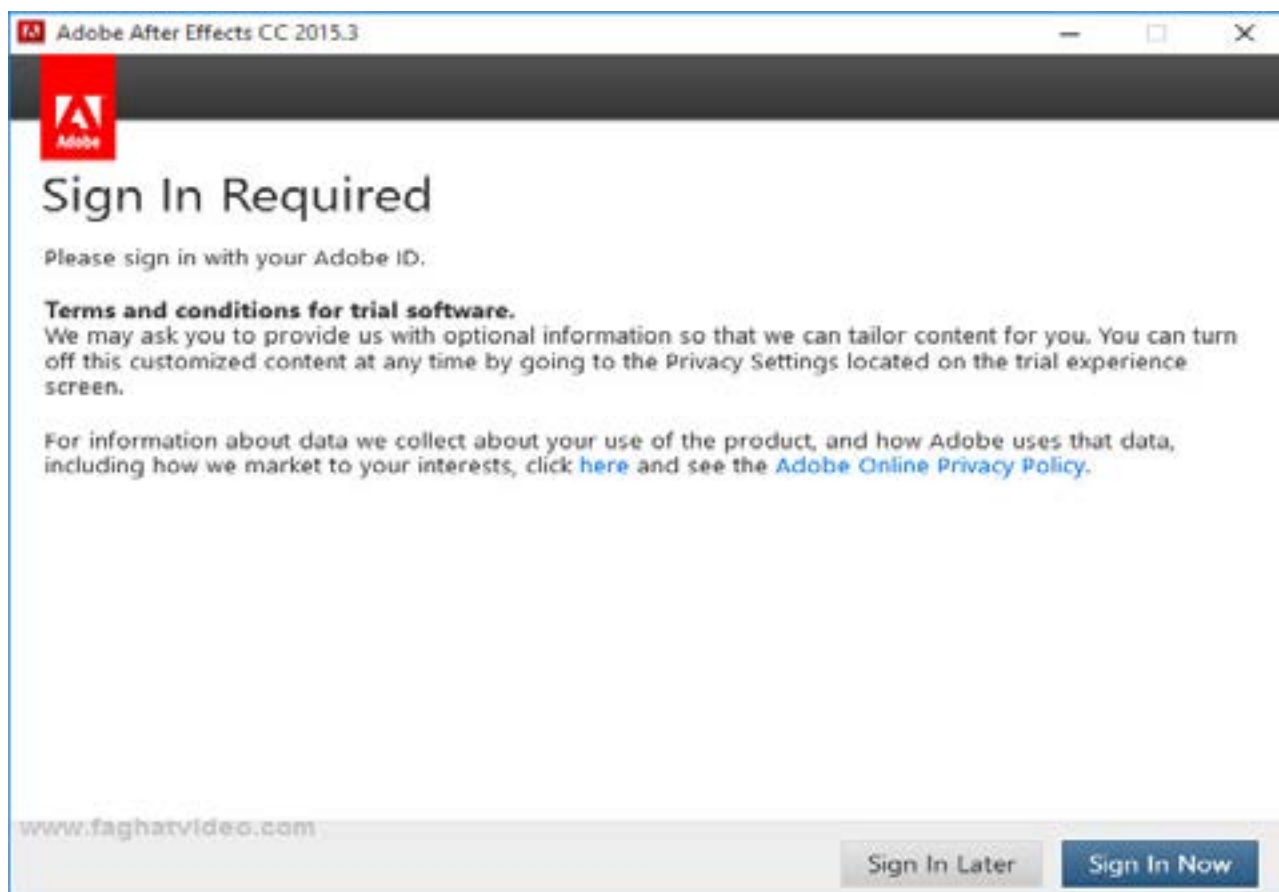 Adobe After Effects CC 2015.3
Adobe
Sign In Required
Please sign in with your Adobe ID.
Terms and conditions for trial software.
We may ask you to provide us with optional information so that we can tailor content for you. You can turn
off this customized content at any time by going to the Privacy Settings located on the trial experience
screen.
For information about data we collect about your use of the product, and how Adobe uses that data,
including how we market to your interests, click here and see the Adobe Online Privacy Policy.
www.faghatvideo.com
Sign In Later
Sign In Now